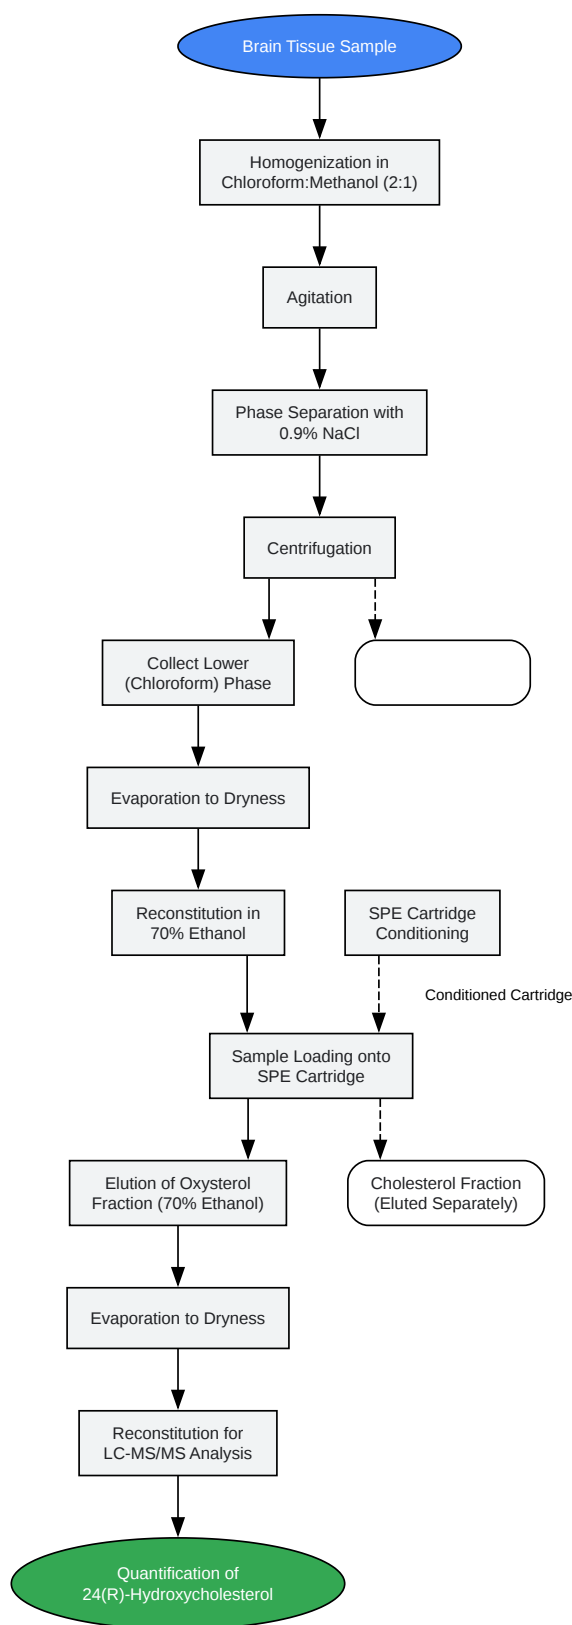 Brain Tissue Sample
Homogenization in
Chloroform:Methanol (2:1)
Agitation
Phase Separation with
0.9% NaCl
Centrifugation
Collect Lower
(Chloroform) Phase
Evaporation to Dryness
Reconstitution in
70% Ethanol
SPE Cartridge
Conditioning
Conditioned Cartridge
Sample Loading onto
SPE Cartridge
Elution of Oxysterol
Fraction (70% Ethanol)
Cholesterol Fraction
(Eluted Separately)
Evaporation to Dryness
Reconstitution for
LC-MS/MS Analysis
Quantification of
24(R)-Hydroxycholesterol